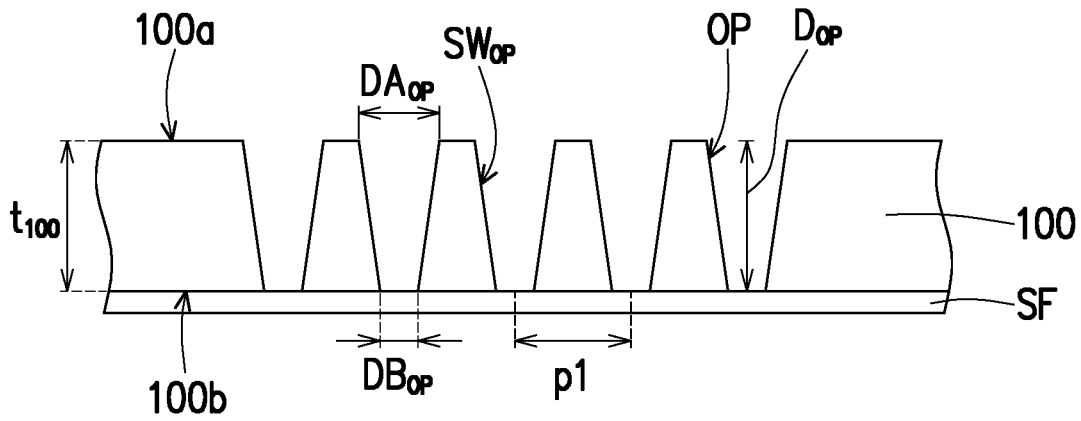 100a
SW_OP
OP
D_OP
DA_OP
t_100
100
SF
100b
DB_OP
p1